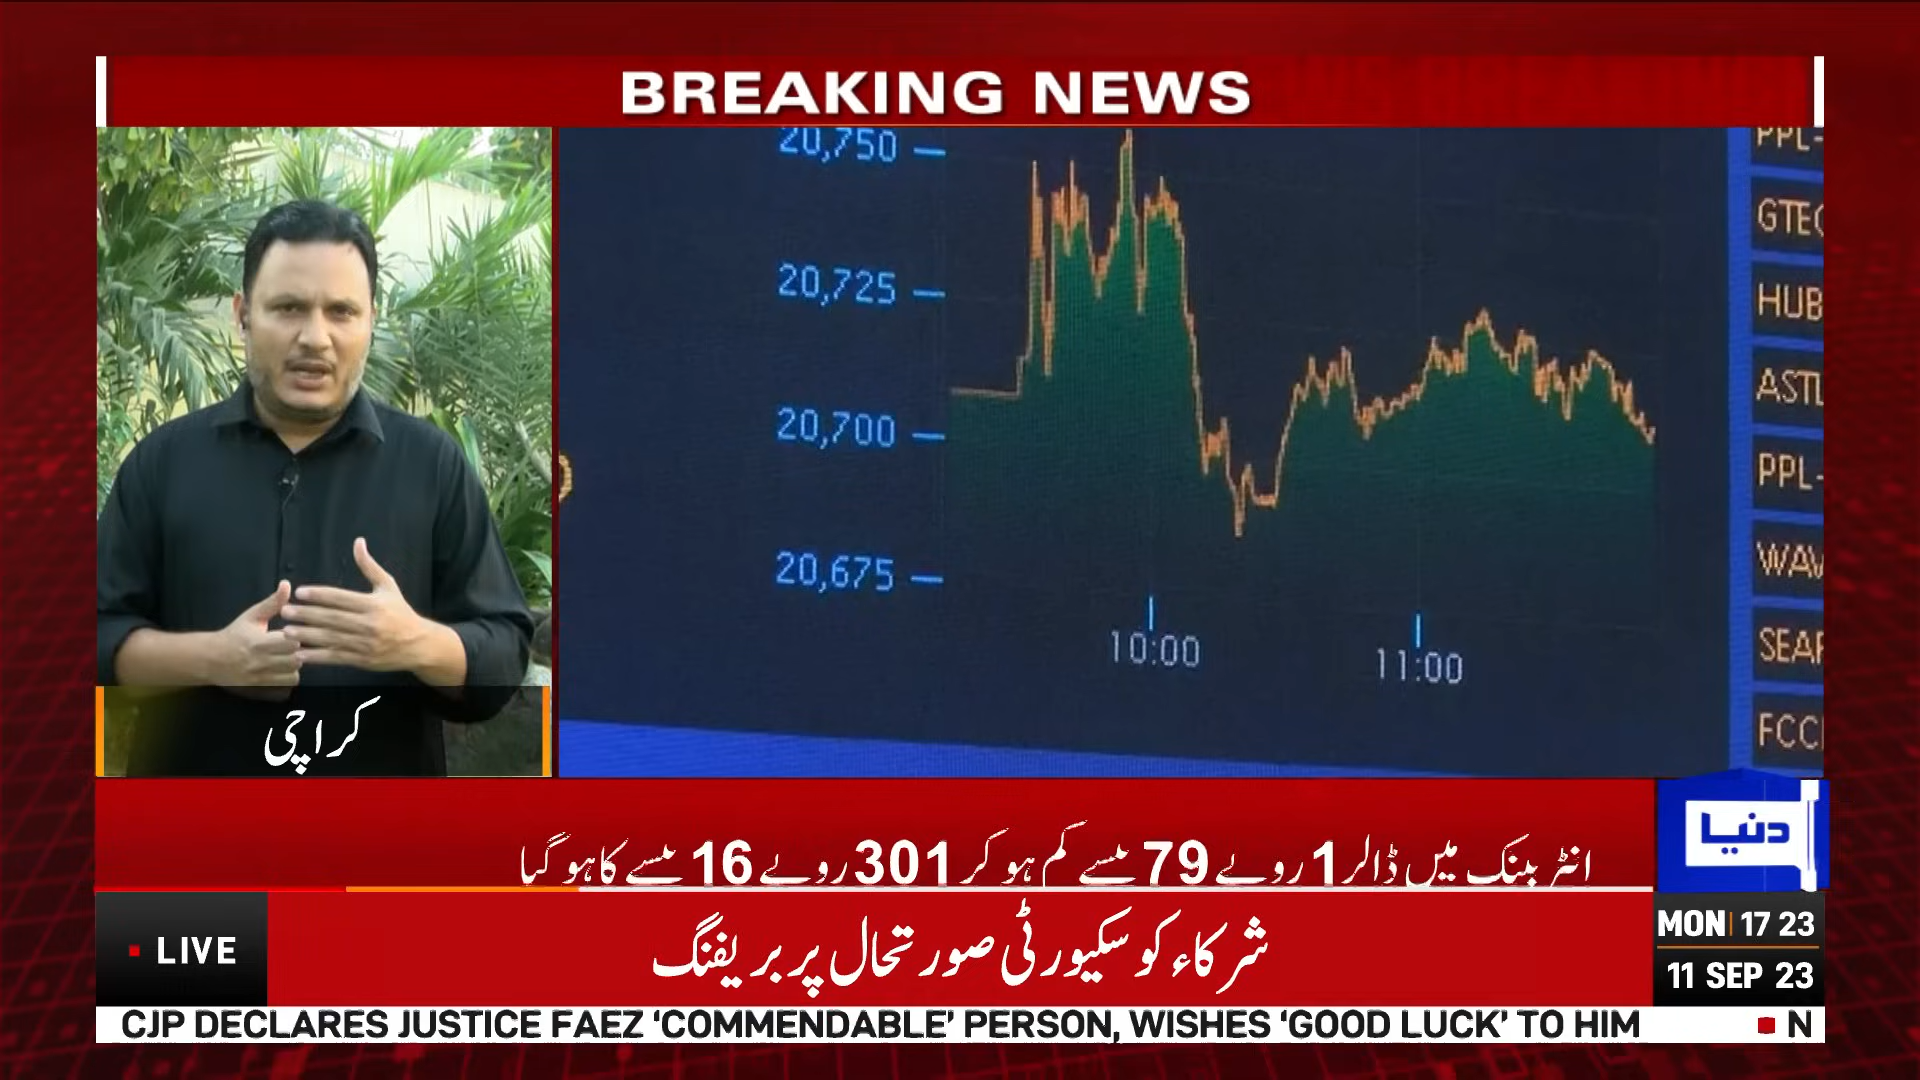 BREAKING NEWS
20,750
20,725
20,700
20,675
10:00
11:00
PPL-
GTEC
HUB
ASTL
PPL-
WAV
SEAR
FCC
کراچی
انٹر بینک میں ڈالر 1 روپے 79 پیسے کم ہو کر 301 روپے 16 پیسے کا ہو گیا
دنیا
LIVE
شرکاء کو سکیورٹی صورتحال پر بریفنگ
MON 17 23
11 SEP 23
CJP DECLARES JUSTICE FAEZ ‘COMMENDABLE’ PERSON, WISHES ‘GOOD LUCK’ TO HIM
N